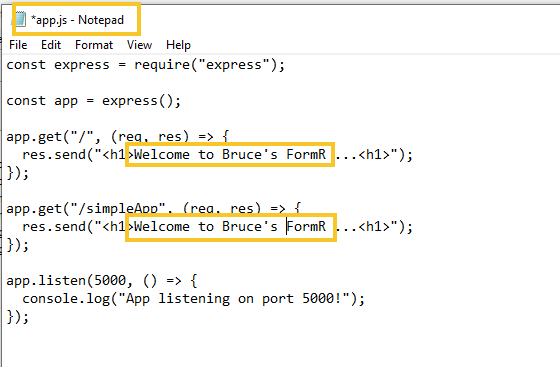 *app.js - Notepad
File Edit Format View Help
const express = require("express");
const app = express();
app.get("/", (req, res) => {
res.send("<h1>Welcome to Bruce's FormR ...<h1>");
});
app.get("/simpleApp", (req, res) => {
res.send("<h1>Welcome to Bruce's FormR ...<h1>");
});
app.listen(5000, () => {
console.log("App listening on port 5000!");
});